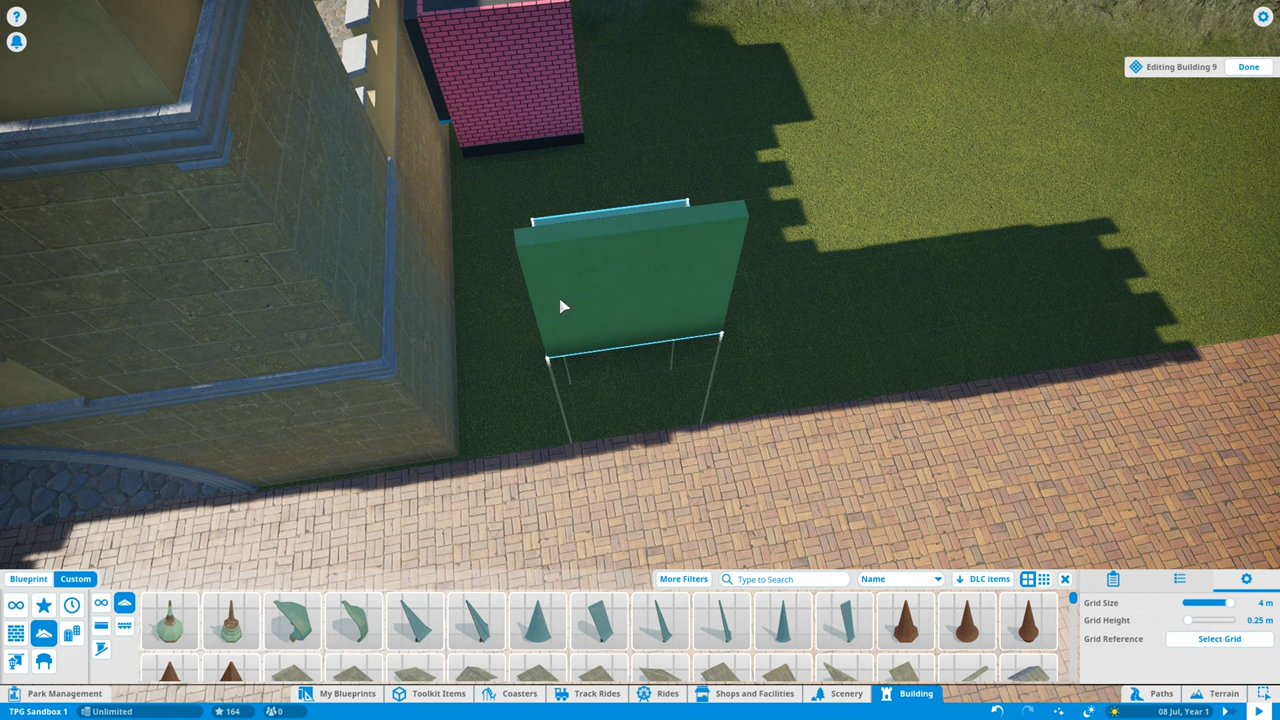 ?
Editing Building 9 Done
Blueprint Custom More Filters Type to Search Name DLC items
Grid Size 4 m
Grid Height 0.25 m
Grid Reference Select Grid
Park Management My Blueprints Toolkit Items Coasters Track Rides Rides Shops and Facilities Scenery Building Paths Terrain
TPG Sandbox 1 Unlimited 164 0 08 Jul, Year 1